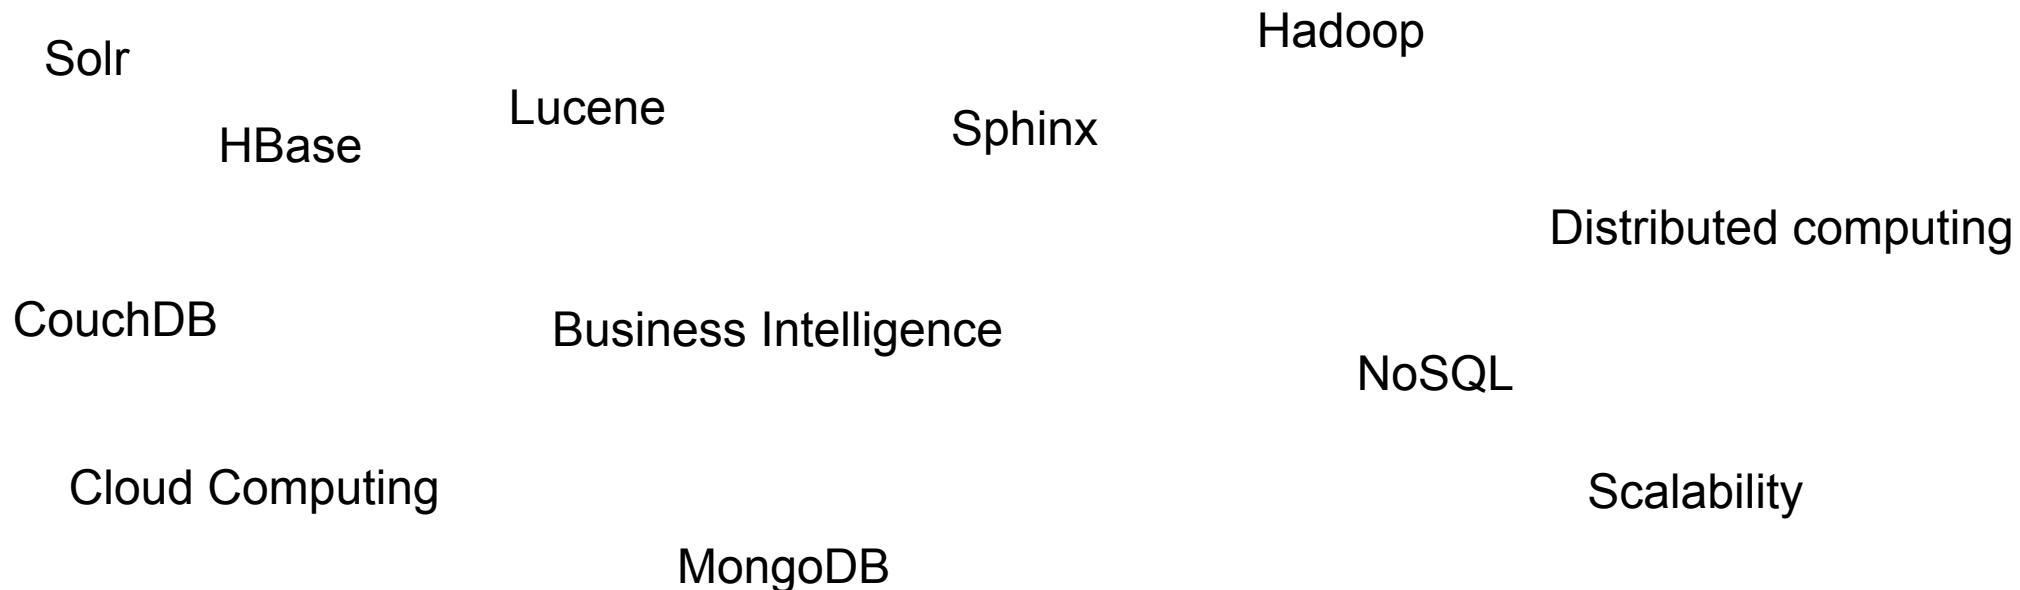 Hadoop
Solr
Lucene
Sphinx
HBase
Distributed computing
CouchDB
Business Intelligence
NoSQL
Cloud Computing
Scalability
MongoDB